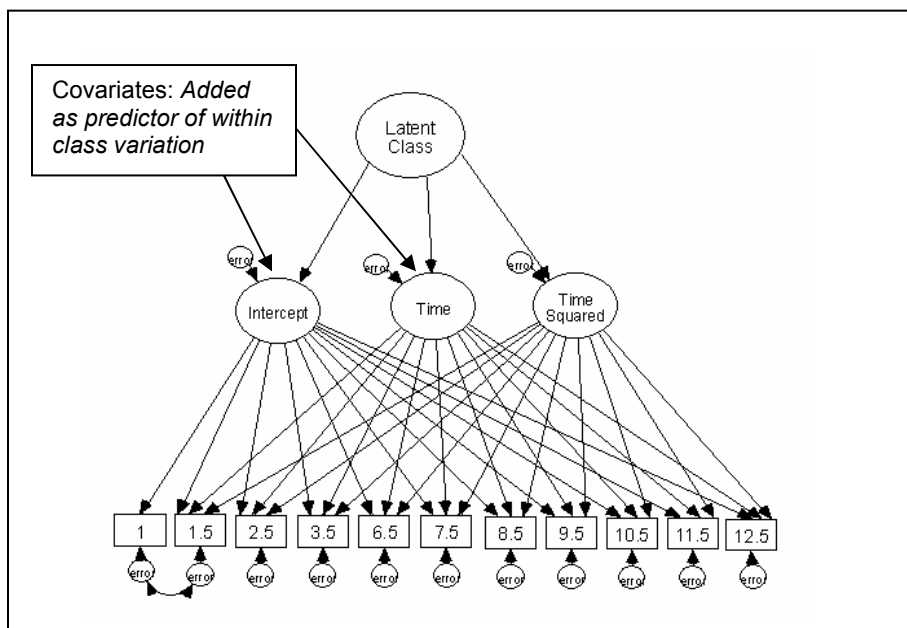 Covariates: Added
as predictor of within
class variation
Latent
Class
error
error
error
Intercept
Time
Time
Squared
1 1.5 2.5 3.5 6.5 7.5 8.5 9.5 10.5 11.5 12.5
error error error error error error error error error error error